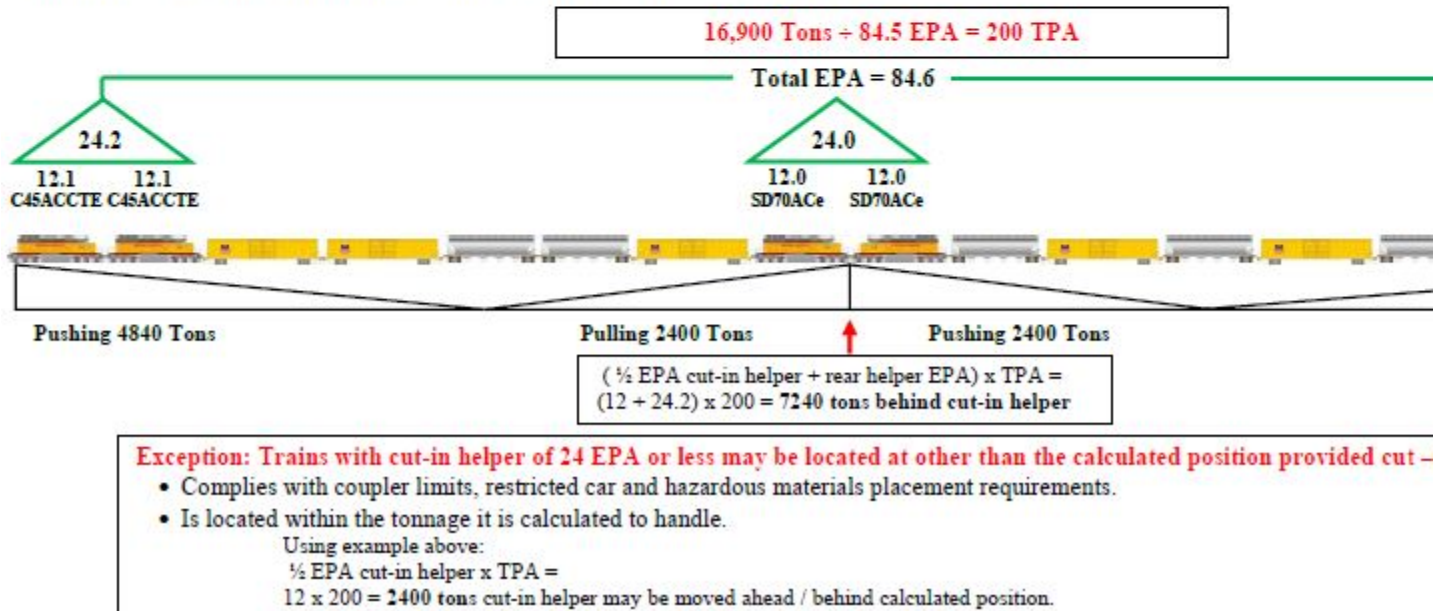 16,900 Tons ÷ 84.5 EPA = 200 TPA
Total EPA = 84.6
24.2
24.0
12.1 12.1
C45ACCTE C45ACCTE
12.0 12.0
SD70ACe SD70ACe
Pushing 4840 Tons
Pulling 2400 Tons
Pushing 2400 Tons
( ½ EPA cut-in helper + rear helper EPA) x TPA =
(12 + 24.2) x 200 = 7240 tons behind cut-in helper
Exception: Trains with cut-in helper of 24 EPA or less may be located at other than the calculated position provided cut –
• Complies with coupler limits, restricted car and hazardous materials placement requirements.
• Is located within the tonnage it is calculated to handle.
Using example above:
½ EPA cut-in helper x TPA =
12 x 200 = 2400 tons cut-in helper may be moved ahead / behind calculated position.